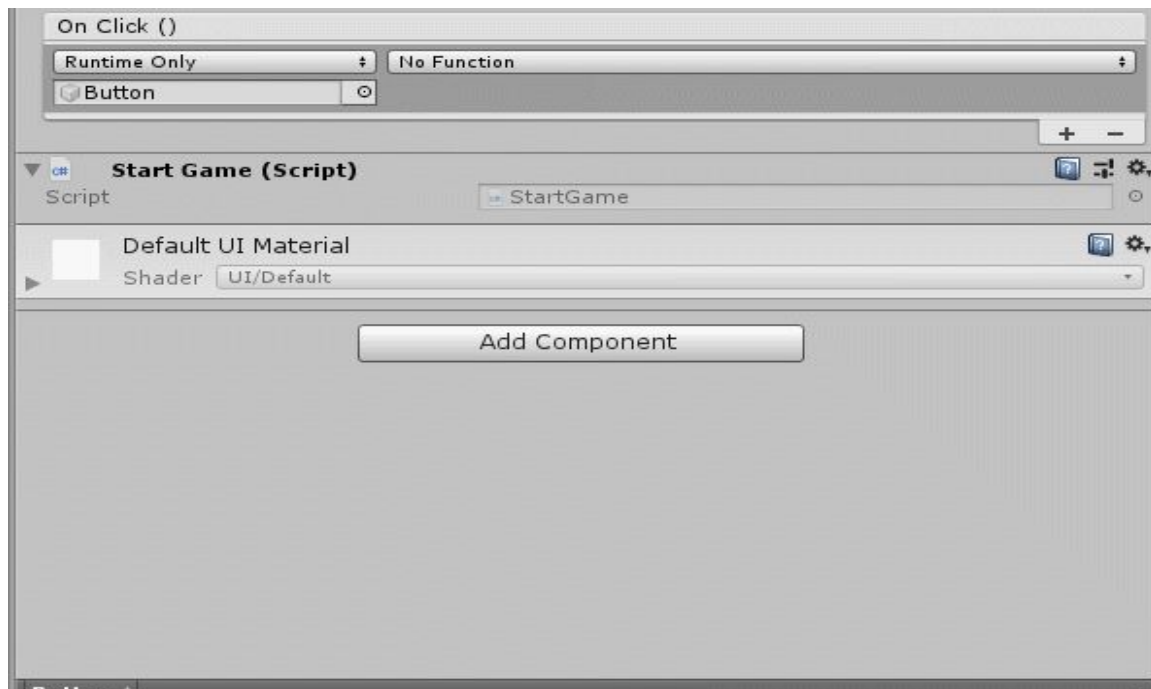 On Click ()
Runtime Only No Function
Button
+ −
c# Start Game (Script)
Script StartGame
Default UI Material
Shader UI/Default
Add Component